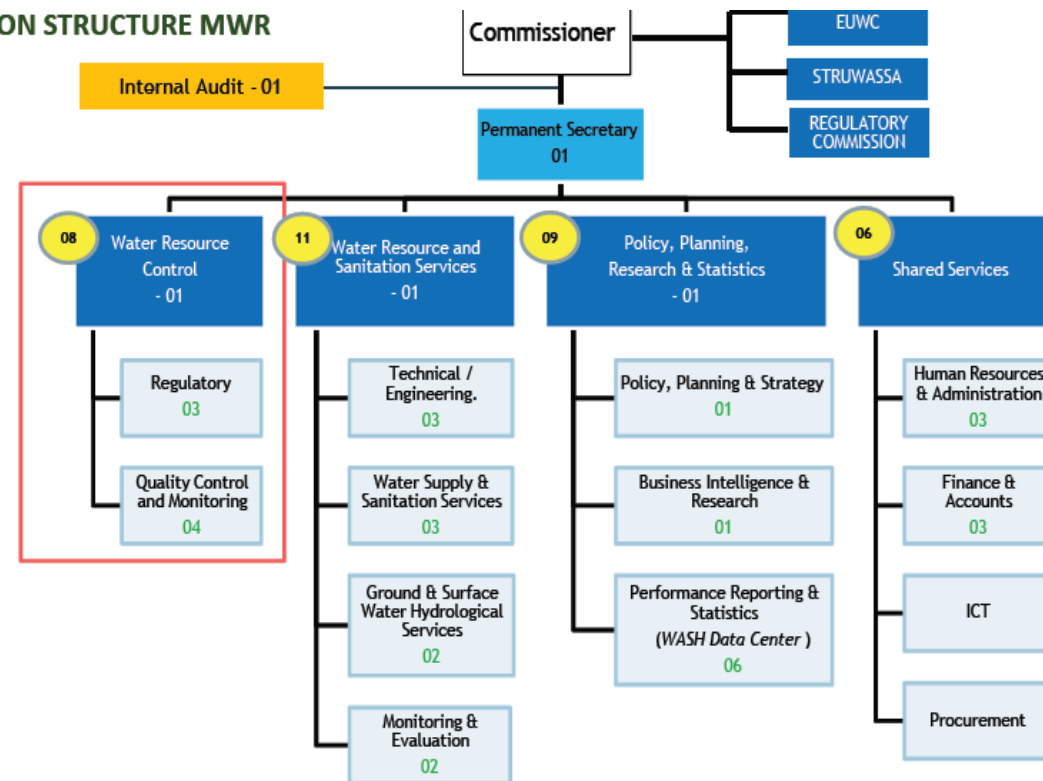 ON STRUCTURE MWR
Commissioner
EUWC
STRUWASSA
REGULATORY
COMMISSION
Internal Audit - 01
Permanent Secretary
01
08
Water Resource
Control
- 01
11
Water Resource and
Sanitation Services
- 01
09
Policy, Planning,
Research & Statistics
- 01
06
Shared Services
Regulatory
03
Quality Control
and Monitoring
04
Technical /
Engineering.
03
Water Supply &
Sanitation Services
03
Ground & Surface
Water Hydrological
Services
02
Monitoring &
Evaluation
02
Policy, Planning & Strategy
01
Business Intelligence &
Research
01
Performance Reporting &
Statistics
(WASH Data Center )
06
Human Resources
& Administration
03
Finance &
Accounts
03
ICT
Procurement